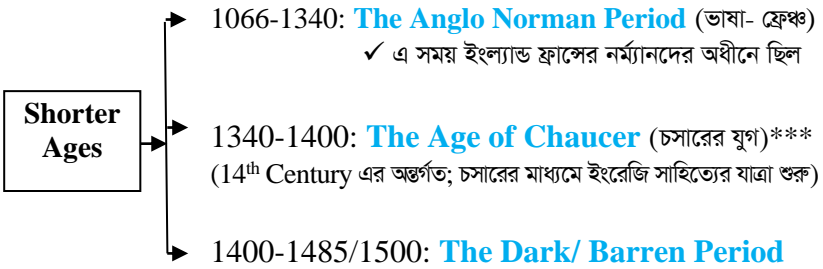 1066-1340: The Anglo Norman Period (ভাষা- ফ্রেঞ্চ)
✓ এ সময় ইংল্যান্ড ফ্রান্সের নর্ম্যানদের অধীনে ছিল
Shorter
Ages
1340-1400: The Age of Chaucer (চসারের যুগ)***
(14th Century এর অন্তর্গত; চসারের মাধ্যমে ইংরেজি সাহিত্যের যাত্রা শুরু)
1400-1485/1500: The Dark/ Barren Period